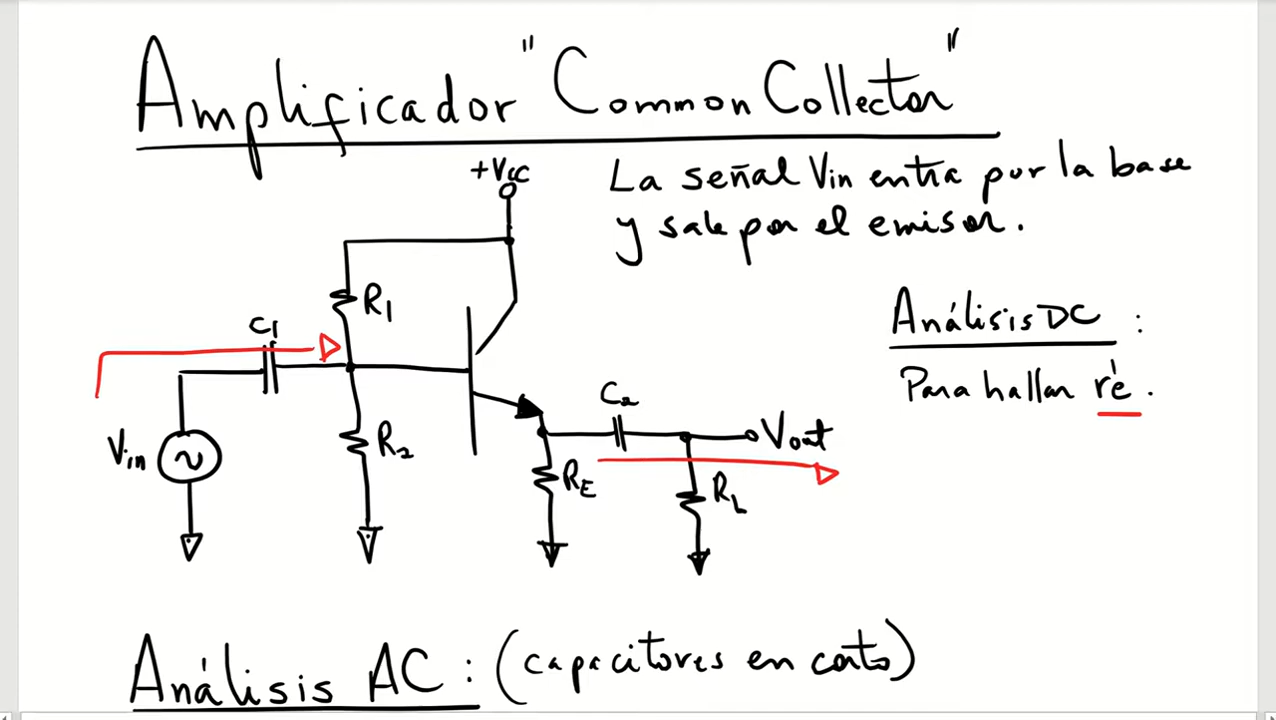 Amplificador "Common Collector"
La señal Vin entra por la base
y sale por el emisor.
+Vcc
R1
C1
Vin
R2
C2
Vout
RE
RL
Análisis DC :
Para hallar r'e.
Análisis AC : (capacitores en corto)